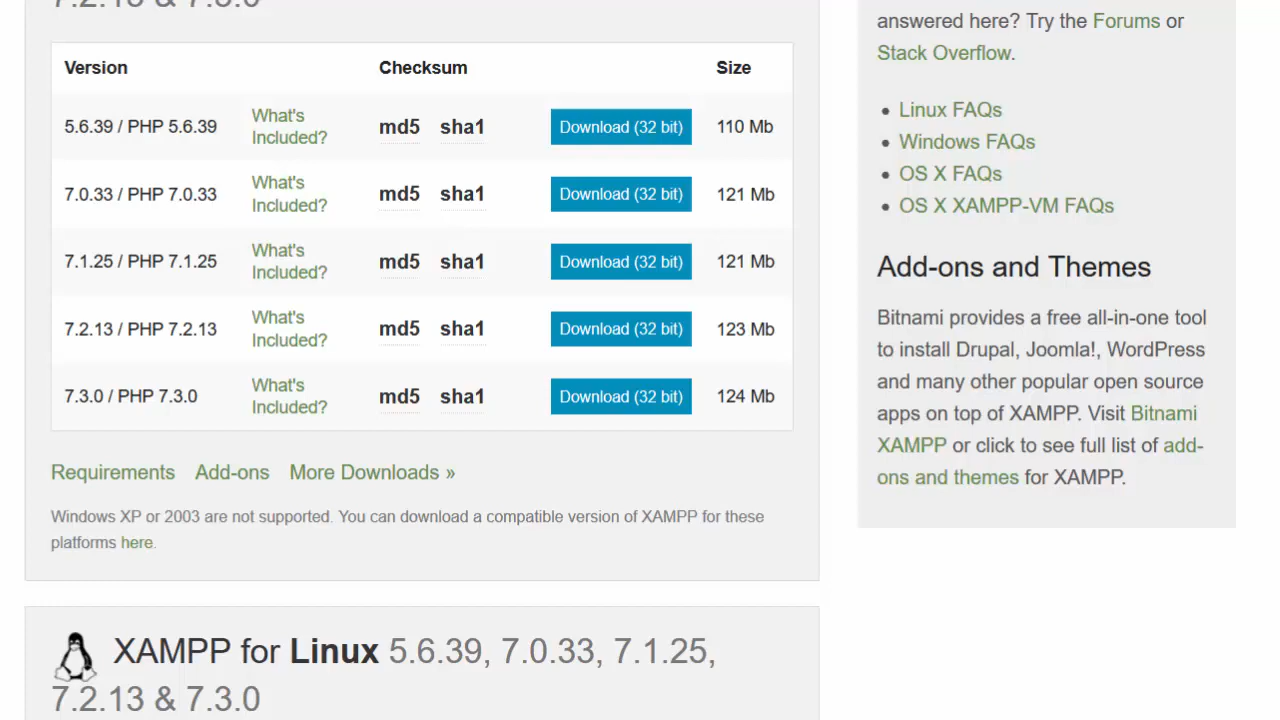 7.2.13 & 7.3.0
Version Checksum Size
5.6.39 / PHP 5.6.39 What's Included? md5 sha1 Download (32 bit) 110 Mb
7.0.33 / PHP 7.0.33 What's Included? md5 sha1 Download (32 bit) 121 Mb
7.1.25 / PHP 7.1.25 What's Included? md5 sha1 Download (32 bit) 121 Mb
7.2.13 / PHP 7.2.13 What's Included? md5 sha1 Download (32 bit) 123 Mb
7.3.0 / PHP 7.3.0 What's Included? md5 sha1 Download (32 bit) 124 Mb
Requirements Add-ons More Downloads »
Windows XP or 2003 are not supported. You can download a compatible version of XAMPP for these
platforms here.
XAMPP for Linux 5.6.39, 7.0.33, 7.1.25,
7.2.13 & 7.3.0
answered here? Try the Forums or
Stack Overflow.
• Linux FAQs
• Windows FAQs
• OS X FAQs
• OS X XAMPP-VM FAQs
Add-ons and Themes
Bitnami provides a free all-in-one tool
to install Drupal, Joomla!, WordPress
and many other popular open source
apps on top of XAMPP. Visit Bitnami
XAMPP or click to see full list of add-
ons and themes for XAMPP.